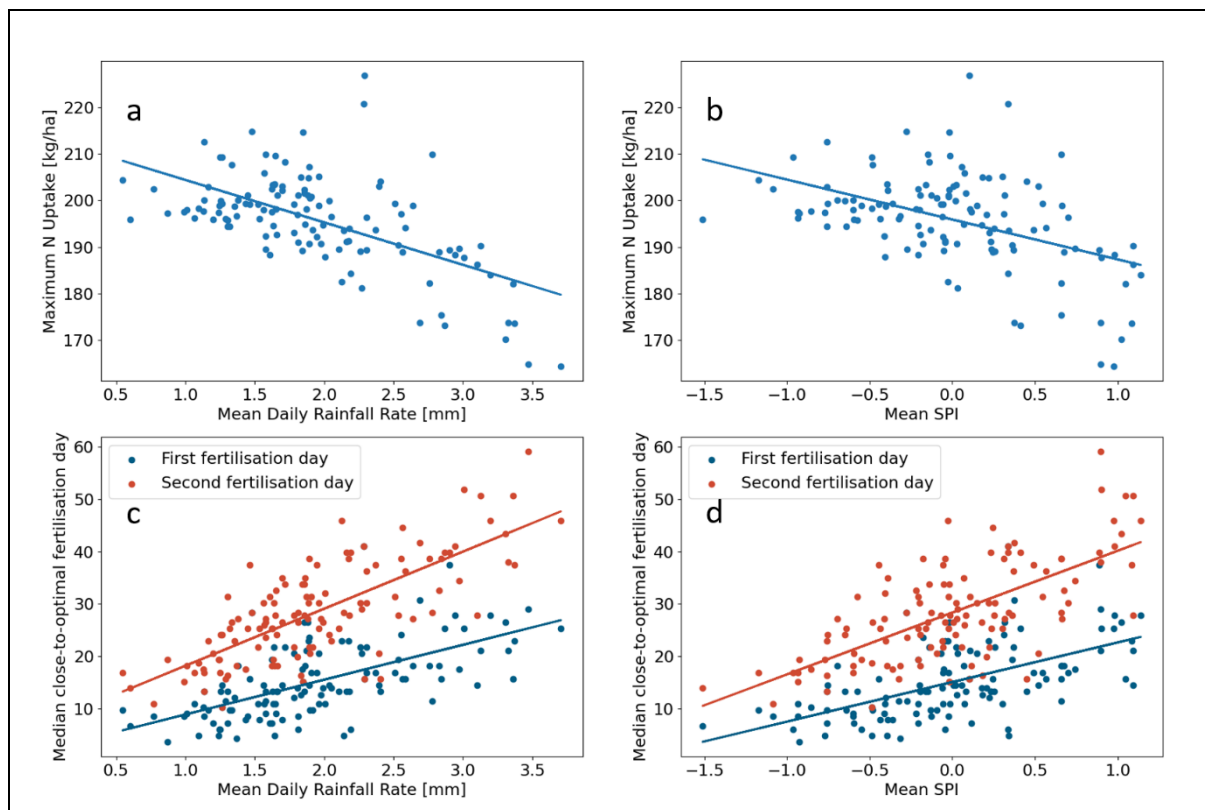 a
Maximum N Uptake [kg/ha]
220
210
200
190
180
170
0.5 1.0 1.5 2.0 2.5 3.0 3.5
Mean Daily Rainfall Rate [mm]
b
Maximum N Uptake [kg/ha]
220
210
200
190
180
170
−1.5 −1.0 −0.5 0.0 0.5 1.0
Mean SPI
c
First fertilisation day
Second fertilisation day
Median close-to-optimal fertilisation day
60
50
40
30
20
10
0.5 1.0 1.5 2.0 2.5 3.0 3.5
Mean Daily Rainfall Rate [mm]
d
First fertilisation day
Second fertilisation day
Median close-to-optimal fertilisation day
60
50
40
30
20
10
−1.5 −1.0 −0.5 0.0 0.5 1.0
Mean SPI